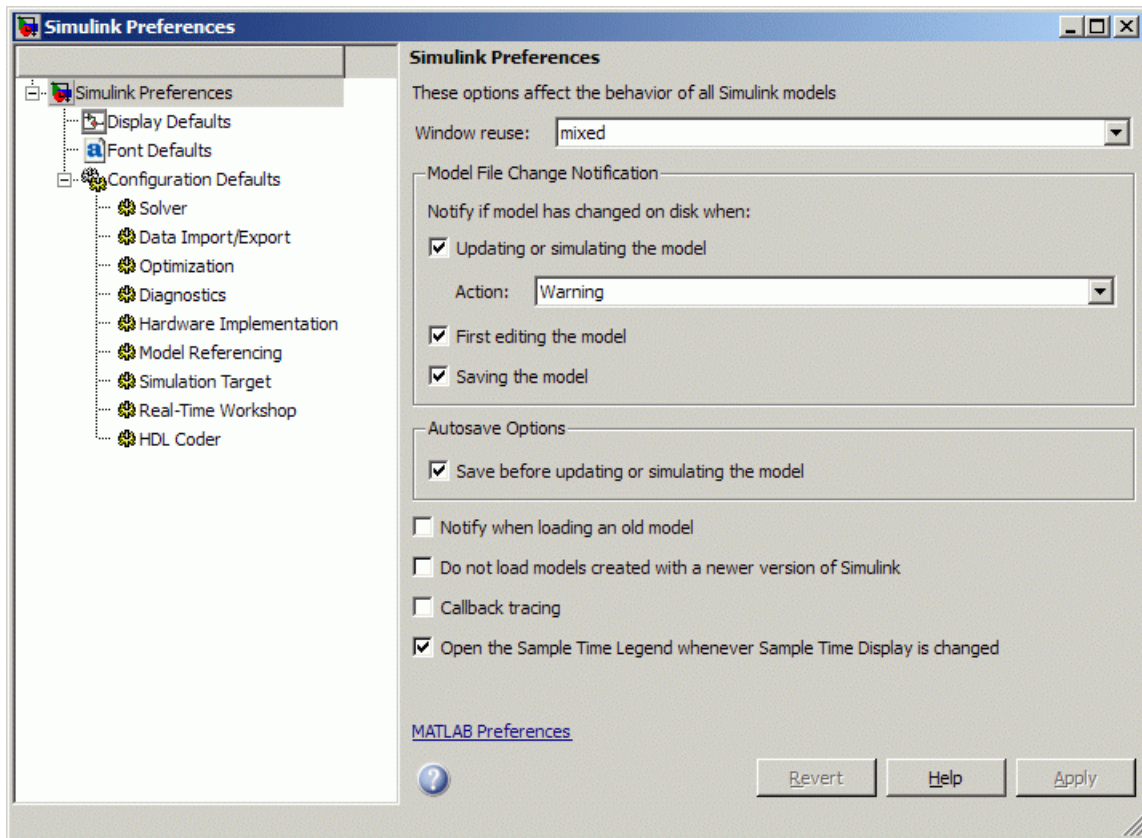 Simulink Preferences
Simulink Preferences
Display Defaults
Font Defaults
Configuration Defaults
Solver
Data Import/Export
Optimization
Diagnostics
Hardware Implementation
Model Referencing
Simulation Target
Real-Time Workshop
HDL Coder
Simulink Preferences
These options affect the behavior of all Simulink models
Window reuse: mixed
Model File Change Notification
Notify if model has changed on disk when:
Updating or simulating the model
Action: Warning
First editing the model
Saving the model
Autosave Options
Save before updating or simulating the model
Notify when loading an old model
Do not load models created with a newer version of Simulink
Callback tracing
Open the Sample Time Legend whenever Sample Time Display is changed
MATLAB Preferences
Revert Help Apply